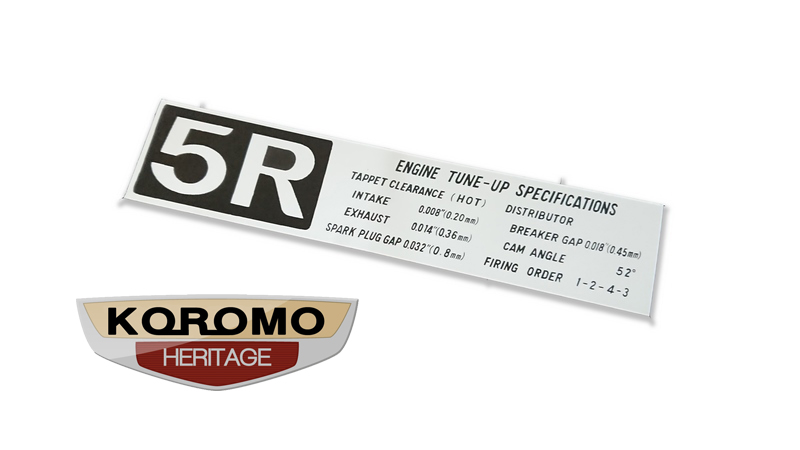 5R
ENGINE TUNE-UP SPECIFICATIONS
TAPPET CLEARANCE (HOT)
INTAKE 0.008"(0.20mm)
EXHAUST 0.014"(0.36mm)
SPARK PLUG GAP 0.032"(0.8mm)
DISTRIBUTOR
BREAKER GAP 0.018"(0.45mm)
CAM ANGLE 52°
FIRING ORDER 1-2-4-3
KOROMO
HERITAGE